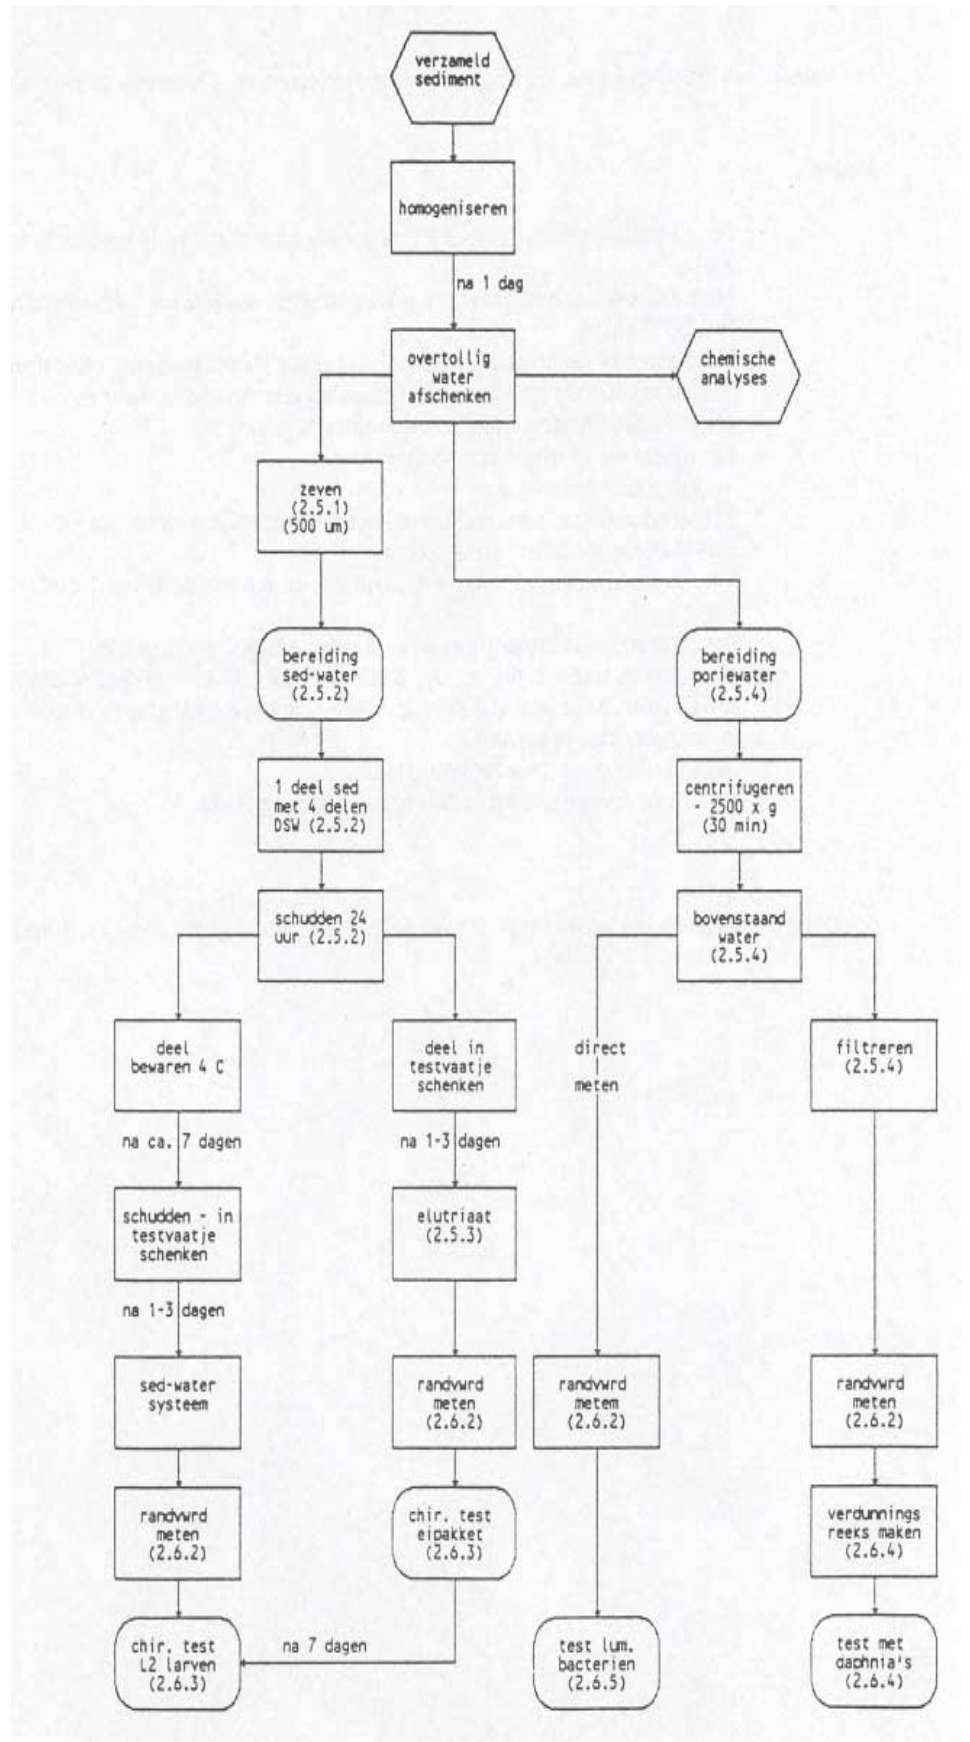 verzameld
sediment
homogeniseren
na 1 dag
overtollig
water
afschenken
chemische
analyses
zeven
(2.5.1)
(500 um)
bereiding
sed-water
(2.5.2)
bereiding
poriewater
(2.5.4)
1 deel sed
met 4 delen
DSW (2.5.2)
centrifugeren
- 2500 x g
(30 min)
schudden 24
uur (2.5.2)
bovenstaand
water
(2.5.4)
deel
bewaren 4 C
deel in
testvaatje
schenken
direct
meten
filtreren
(2.5.4)
na ca. 7 dagen
na 1-3 dagen
schudden - in
testvaatje
schenken
elutriaat
(2.5.3)
na 1-3 dagen
sed-water
systeem
randvwrd
meten
(2.6.2)
randvwrd
metem
(2.6.2)
randvwrd
meten
(2.6.2)
randvwrd
meten
(2.6.2)
chir. test
eipakket
(2.6.3)
verdunnings
reeks maken
(2.6.4)
chir. test
L2 larven
(2.6.3)
na 7 dagen
test lum.
bacterien
(2.6.5)
test met
daphnia's
(2.6.4)